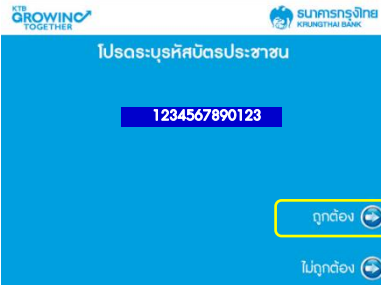 KTB
GROWING
TOGETHER
ธนาคารกรุงไทย
KRUNGTHAI BANK
โปรดระบุรหัสบัตรประชาชน
1234567890123
ถูกต้อง
ไม่ถูกต้อง